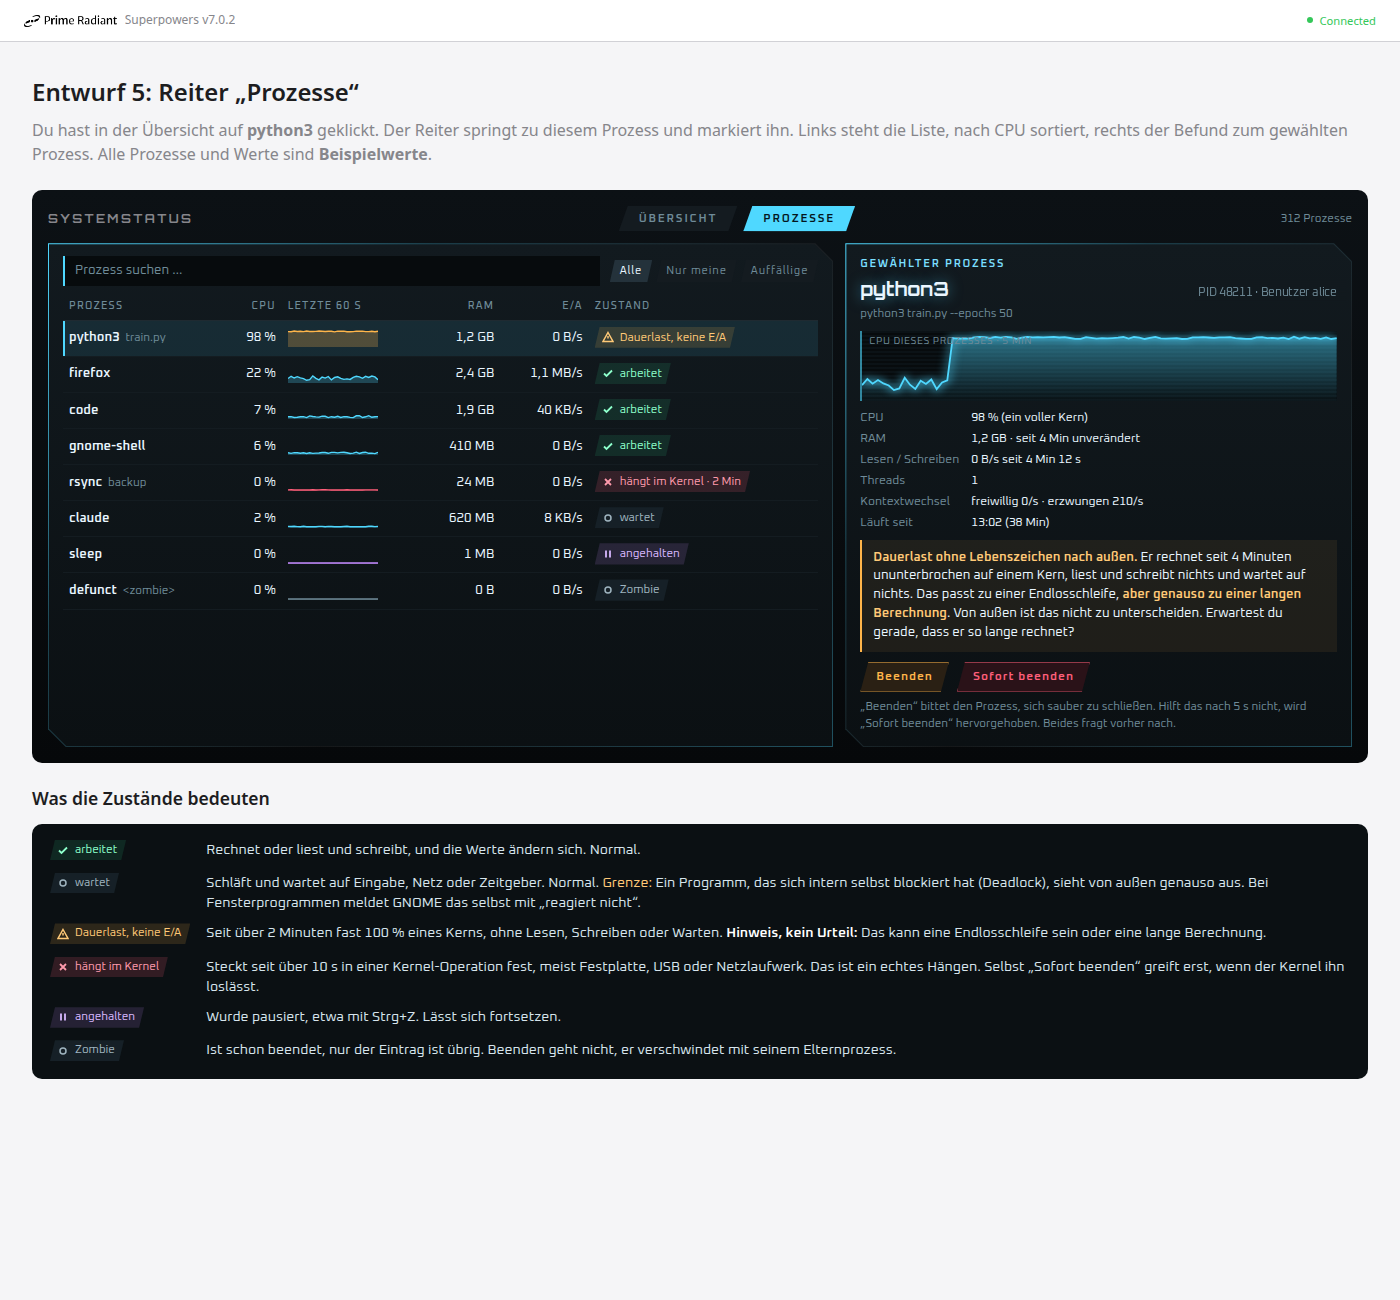 Prime Radiant Superpowers v7.0.2
Connected
Entwurf 5: Reiter „Prozesse“
Du hast in der Übersicht auf python3 geklickt. Der Reiter springt zu diesem Prozess und markiert ihn. Links steht die Liste, nach CPU sortiert, rechts der Befund zum gewählten
Prozess. Alle Prozesse und Werte sind Beispielwerte.
SYSTEMSTATUS
ÜBERSICHT
PROZESSE
312 Prozesse
Prozess suchen ...
Alle
Nur meine
Auffällige
PROZESS CPU LETZTE 60 S RAM E/A ZUSTAND
python3 train.py 98 % 1,2 GB 0 B/s Dauerlast, keine E/A
firefox 22 % 2,4 GB 1,1 MB/s arbeitet
code 7 % 1,9 GB 40 KB/s arbeitet
gnome-shell 6 % 410 MB 0 B/s arbeitet
rsync backup 0 % 24 MB 0 B/s hängt im Kernel · 2 Min
claude 2 % 620 MB 8 KB/s wartet
sleep 0 % 1 MB 0 B/s angehalten
defunct <zombie> 0 % 0 B 0 B/s Zombie
GEWÄHLTER PROZESS
python3
PID 48211 · Benutzer alice
python3 train.py --epochs 50
CPU DIESES PROZESSES · 5 MIN
CPU 98 % (ein voller Kern)
RAM 1,2 GB · seit 4 Min unverändert
Lesen / Schreiben 0 B/s seit 4 Min 12 s
Threads 1
Kontextwechsel freiwillig 0/s · erzwungen 210/s
Läuft seit 13:02 (38 Min)
Dauerlast ohne Lebenszeichen nach außen. Er rechnet seit 4 Minuten
ununterbrochen auf einem Kern, liest und schreibt nichts und wartet auf
nichts. Das passt zu einer Endlosschleife, aber genauso zu einer langen
Berechnung. Von außen ist das nicht zu unterscheiden. Erwartest du
gerade, dass er so lange rechnet?
Beenden
Sofort beenden
„Beenden“ bittet den Prozess, sich sauber zu schließen. Hilft das nach 5 s nicht, wird
„Sofort beenden“ hervorgehoben. Beides fragt vorher nach.
Was die Zustände bedeuten
arbeitet Rechnet oder liest und schreibt, und die Werte ändern sich. Normal.
wartet Schläft und wartet auf Eingabe, Netz oder Zeitgeber. Normal. Grenze: Ein Programm, das sich intern selbst blockiert hat (Deadlock), sieht von außen genauso aus. Bei
Fensterprogrammen meldet GNOME das selbst mit „reagiert nicht“.
Dauerlast, keine E/A Seit über 2 Minuten fast 100 % eines Kerns, ohne Lesen, Schreiben oder Warten. Hinweis, kein Urteil: Das kann eine Endlosschleife sein oder eine lange Berechnung.
hängt im Kernel Steckt seit über 10 s in einer Kernel-Operation fest, meist Festplatte, USB oder Netzlaufwerk. Das ist ein echtes Hängen. Selbst „Sofort beenden“ greift erst, wenn der Kernel ihn
loslässt.
angehalten Wurde pausiert, etwa mit Strg+Z. Lässt sich fortsetzen.
Zombie Ist schon beendet, nur der Eintrag ist übrig. Beenden geht nicht, er verschwindet mit seinem Elternprozess.